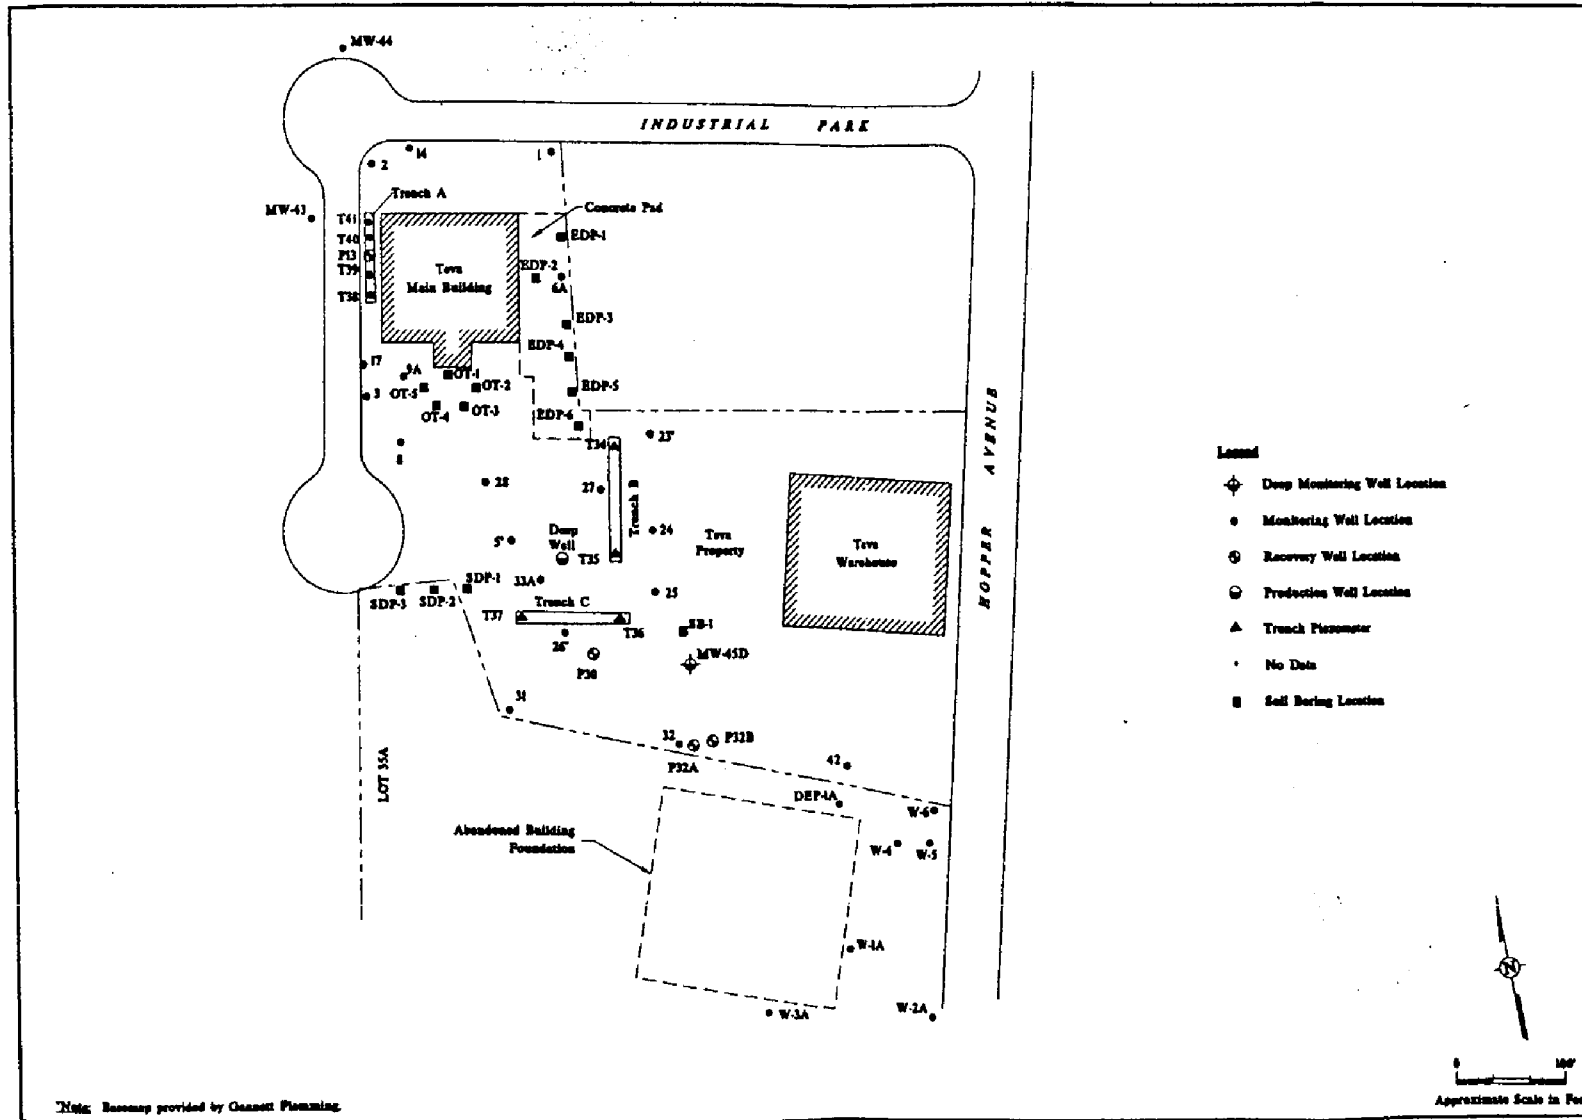 MW-44
INDUSTRIAL PARK
14
1
2
Trench A
MW-43
T41
Concrete Pad
T40
EDP-1
P13
T39
Teva
Main Building
EDP-2
6A
T38
EDP-3
EDP-4
17
9A
OT-1
OT-2
EDP-5
3
OT-5
OT-4
OT-3
EDP-6
T34
23'
8
28
27
Trench B
HOPPER AVENUE
5'
Deep
Well
24
Teva
Property
Teva
Warehouse
T35
33A
SDP-1
SDP-2
SDP-3
Trench C
25
T37
T36
SB-1
26'
P30
MW-45D
31
32
P32B
P32A
42
LOT 35A
DEP-1A
W-6
Abandoned Building
Foundation
W-4
W-5
W-1A
W-3A
W-2A
Legend
Deep Monitoring Well Location
Monitoring Well Location
Recovery Well Location
Production Well Location
Trench Piezometer
No Data
Soil Boring Location
N
0 100'
Approximate Scale in Fee
Note: Basemap provided by Gannett Flemming.